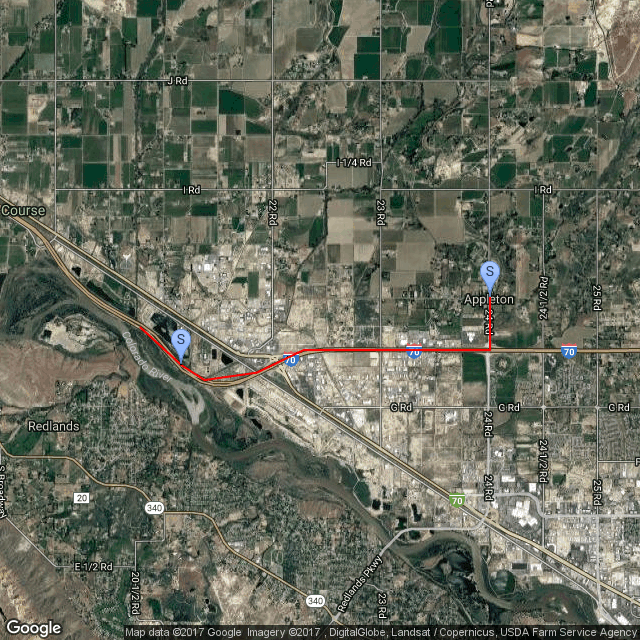 J Rd
I 1/4 Rd
I Rd
I Rd
Course
22 Rd
23 Rd
S
Appleton
24 Rd
24 1/2 Rd
25 Rd
S
70
70
70
G Rd
G Rd
G Rd
Redlands
24 Rd
24 1/2 Rd
25 Rd
S Broadway
20
340
70
E 1/2 Rd
20 1/2 Rd
340
Redlands Pkwy
23 Rd
Google
Map data ©2017 Google Imagery ©2017 , DigitalGlobe, Landsat / Copernicus, USDA Farm Service Agency